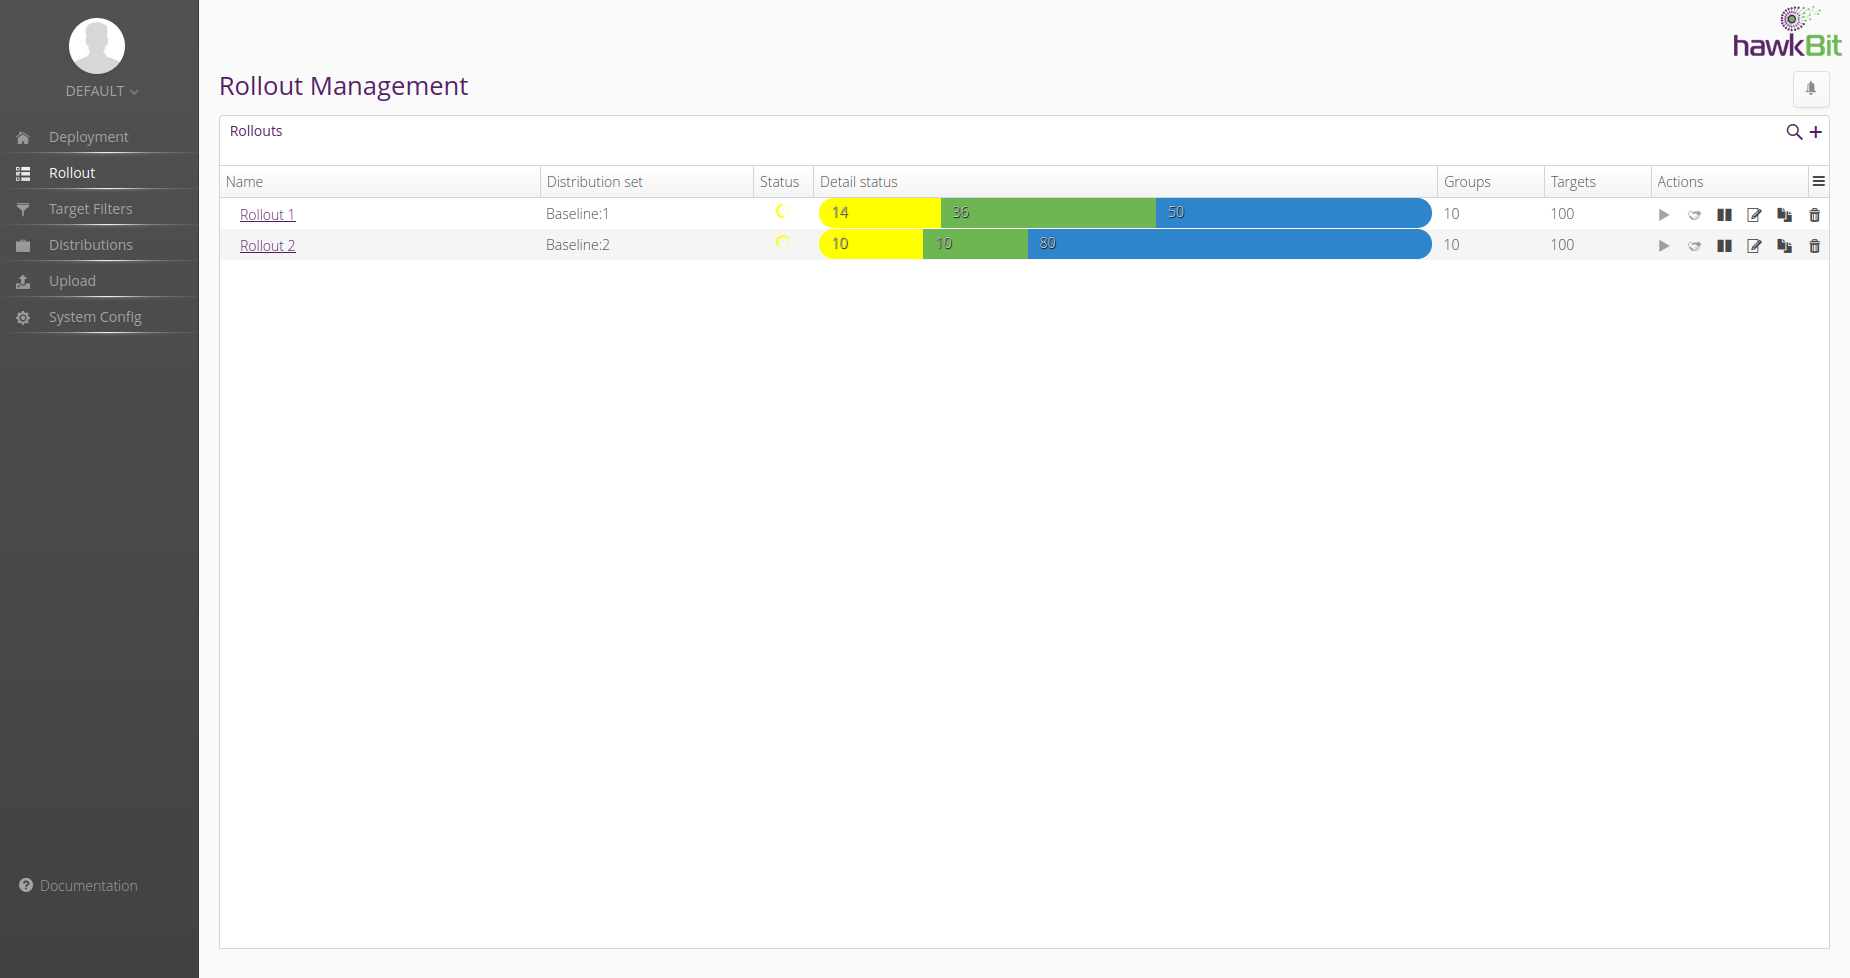 hawkBit
DEFAULT
Deployment
Rollout
Target Filters
Distributions
Upload
System Config
Documentation
Rollout Management
Rollouts
Name Distribution set Status Detail status Groups Targets Actions
Rollout 1 Baseline:1 14 36 50 10 100
Rollout 2 Baseline:2 10 10 80 10 100